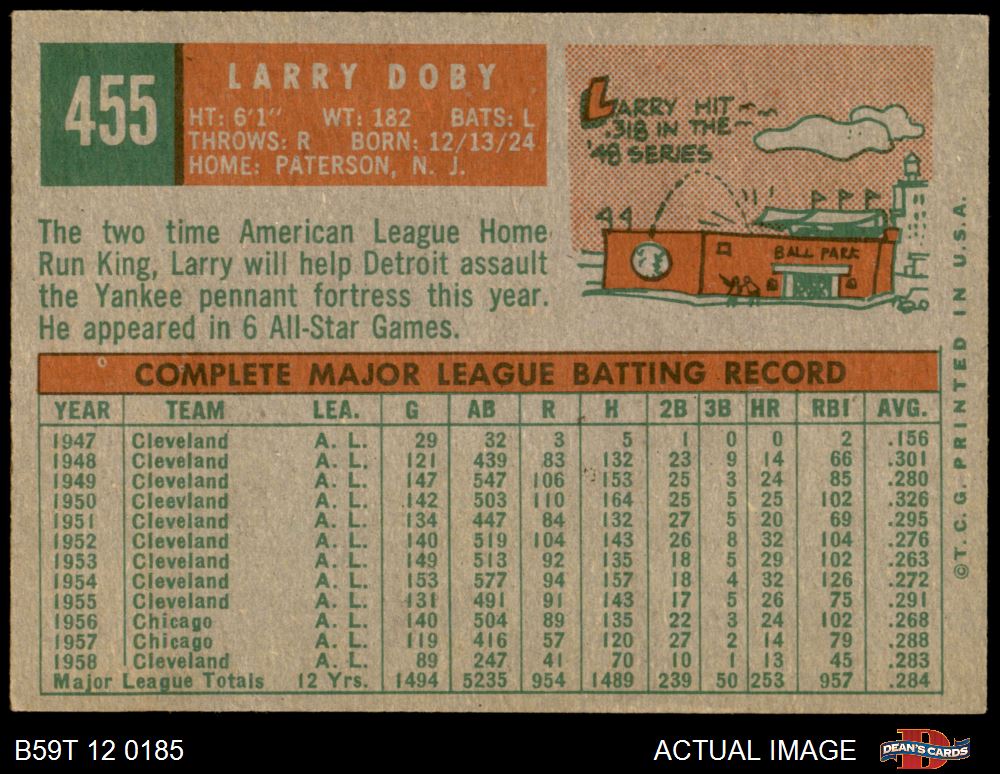 455
LARRY DOBY
HT: 6'1" WT: 182 BATS: L
THROWS: R BORN: 12/13/24
HOME: PATERSON, N. J.
LARRY HIT
.318 IN THE
'48 SERIES
44
BALL PARK
The two time American League Home
Run King, Larry will help Detroit assault
the Yankee pennant fortress this year.
He appeared in 6 All-Star Games.
COMPLETE MAJOR LEAGUE BATTING RECORD
YEAR TEAM LEA. G AB R H 2B 3B HR RBI AVG.
1947 Cleveland A. L. 29 32 3 5 1 0 0 2 .156
1948 Cleveland A. L. 121 439 83 132 23 9 14 66 .301
1949 Cleveland A. L. 147 547 106 153 25 3 24 85 .280
1950 Cleevland A. L. 142 503 110 164 25 5 25 102 .326
1951 Cleveland A. L. 134 447 84 132 27 5 20 69 .295
1952 Cleveland A. L. 140 519 104 143 26 8 32 104 .276
1953 Cleveland A. L. 149 513 92 135 18 5 29 102 .263
1954 Cleveland A. L. 153 577 94 157 18 4 32 126 .272
1955 Cleveland A. L. 131 491 91 143 17 5 26 75 .291
1956 Chicago A. L. 140 504 89 135 22 3 24 102 .268
1957 Chicago A. L. 119 416 57 120 27 2 14 79 .288
1958 Cleveland A. L. 89 247 41 70 10 1 13 45 .283
Major League Totals 12 Yrs. 1494 5235 954 1489 239 50 253 957 .284
©T. C. G. PRINTED IN U.S.A.
B59T 12 0185
ACTUAL IMAGE
DEAN'S CARDS